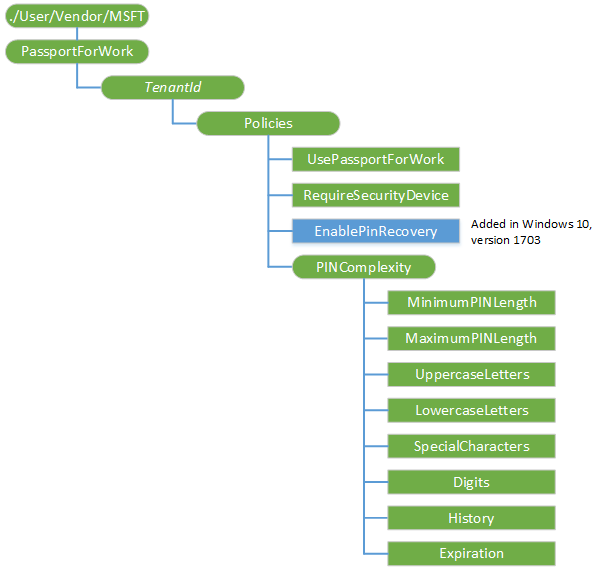 ./User/Vendor/MSFT
PassportForWork
TenantId
Policies
UsePassportForWork
RequireSecurityDevice
EnablePinRecovery
Added in Windows 10,
version 1703
PINComplexity
MinimumPINLength
MaximumPINLength
UppercaseLetters
LowercaseLetters
SpecialCharacters
Digits
History
Expiration